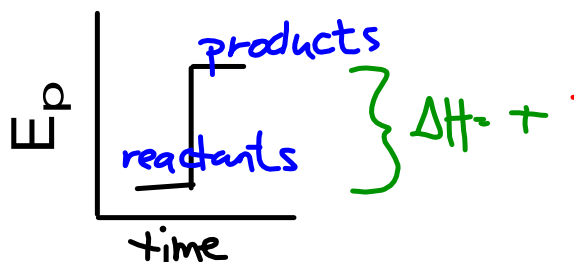 products
Ep
reactants
ΔH= +
time